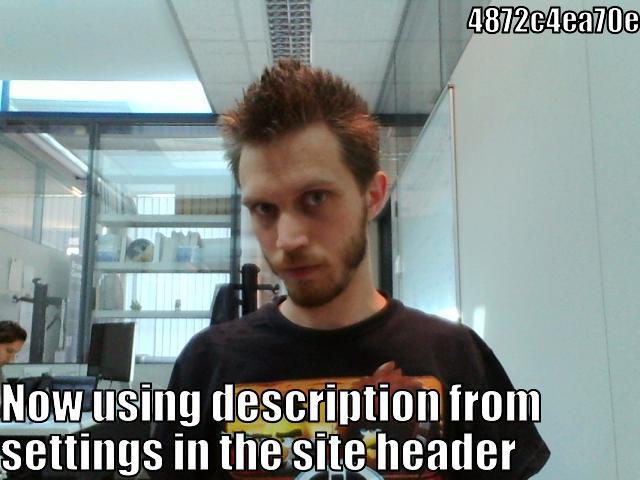 4872c4ea70e
Now using description from
settings in the site header